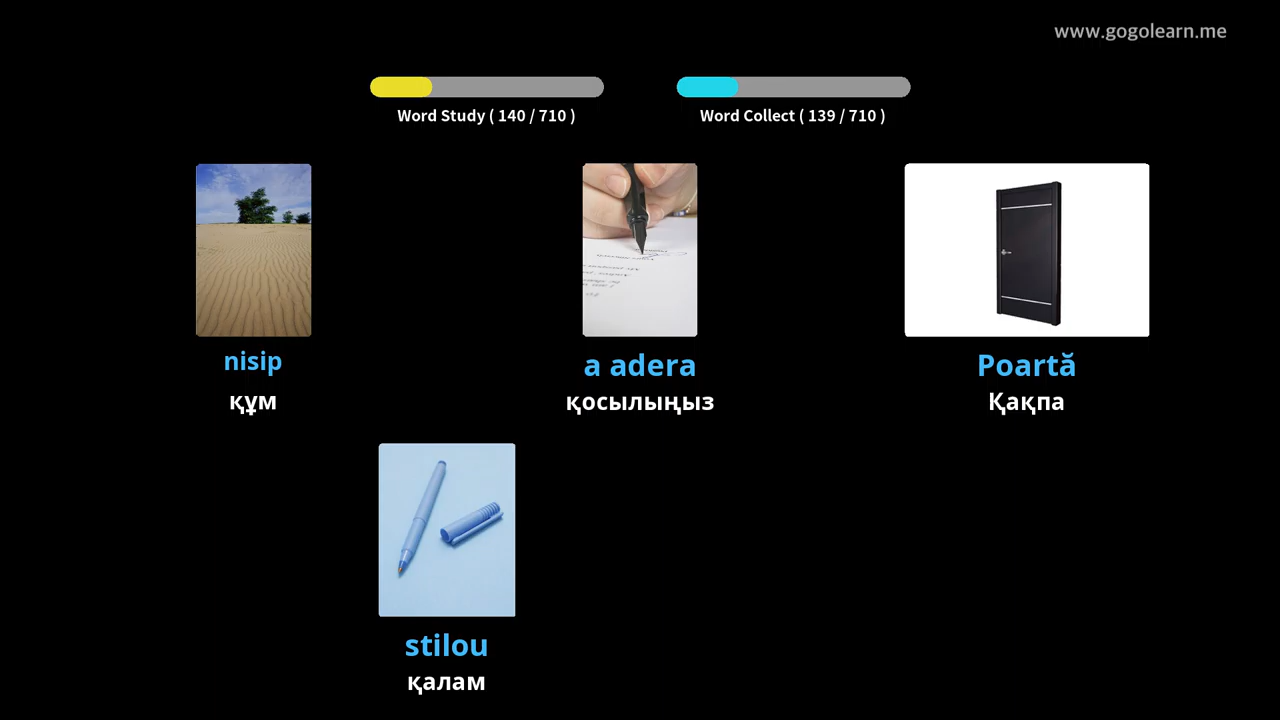 www.gogolearn.me
Word Study ( 140 / 710 )
Word Collect ( 139 / 710 )
nisip
құм
a adera
қосылыңыз
Poartă
Қақпа
stilou
қалам